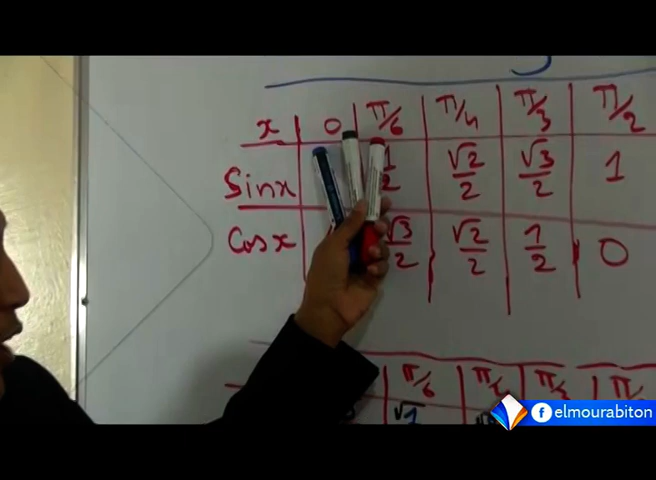 x 0 π/6 π/4 π/3 π/2
Sinx 1/2 √2/2 √3/2 1
Cosx √3/2 √2/2 1/2 0
π/6
√1
elmourabiton